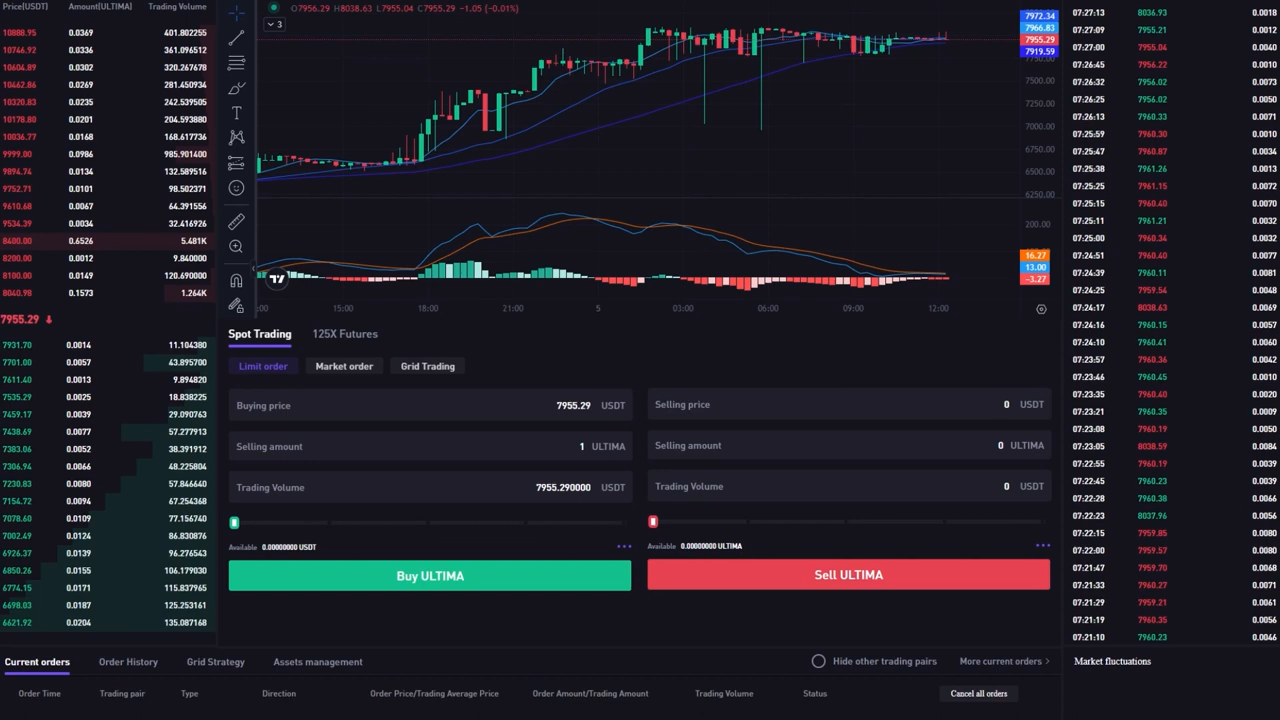 Price(USDT) Amount(ULTIMA) Trading Volume
10888.95 0.0369 401.802255
10746.92 0.0336 361.096512
10604.89 0.0302 320.267678
10462.86 0.0269 281.450934
10320.83 0.0235 242.539505
10178.80 0.0201 204.593880
10036.77 0.0168 168.617736
9999.00 0.0986 985.901400
9894.74 0.0134 132.589516
9752.71 0.0101 98.502371
9610.68 0.0067 64.391556
9534.39 0.0034 32.416926
8400.00 0.6526 5.481K
8200.00 0.0012 9.840000
8100.00 0.0149 120.690000
8040.98 0.1573 1.264K
7955.29
7931.70 0.0014 11.104380
7701.00 0.0057 43.895700
7611.40 0.0013 9.894820
7535.29 0.0025 18.838225
7459.17 0.0039 29.090763
7438.69 0.0077 57.277913
7383.06 0.0052 38.391912
7306.94 0.0066 48.225804
7230.83 0.0080 57.846640
7154.72 0.0094 67.254368
7078.60 0.0109 77.156740
7002.49 0.0124 86.830876
6926.37 0.0139 96.276543
6850.26 0.0155 106.179030
6774.15 0.0171 115.837965
6698.03 0.0187 125.253161
6621.92 0.0204 135.087168
O7956.29 H8038.63 L7955.04 C7955.29 −1.05 (−0.01%)
3
7972.34
7966.83
7955.29
7919.59
7500.00
7250.00
7000.00
6750.00
6500.00
6250.00
200.00
16.27
13.00
−3.27
:00 15:00 18:00 21:00 5 03:00 06:00 09:00 12:00
Spot Trading 125X Futures
Limit order Market order Grid Trading
Buying price 7955.29 USDT
Selling amount 1 ULTIMA
Trading Volume 7955.290000 USDT
Available 0.00000000 USDT
Buy ULTIMA
Selling price 0 USDT
Selling amount 0 ULTIMA
Trading Volume 0 USDT
Available 0.00000000 ULTIMA
Sell ULTIMA
07:27:13 8036.93 0.0018
07:27:09 7955.21 0.0012
07:27:00 7955.04 0.0040
07:26:45 7956.22 0.0010
07:26:32 7956.02 0.0073
07:26:25 7956.02 0.0050
07:26:13 7960.33 0.0071
07:25:59 7960.30 0.0010
07:25:47 7960.87 0.0034
07:25:38 7961.26 0.0038
07:25:25 7961.15 0.0072
07:25:15 7960.40 0.0070
07:25:11 7961.21 0.0032
07:25:00 7960.34 0.0032
07:24:51 7960.40 0.0060
07:24:39 7960.11 0.0032
07:24:25 7959.54 0.0038
07:24:17 8038.63 0.0078
07:24:16 7960.15 0.0072
07:24:10 7960.41 0.0060
07:23:57 7960.36 0.0042
07:23:46 7960.45 0.0010
07:23:35 7960.40 0.0020
07:23:21 7960.35 0.0009
07:23:08 7960.19 0.0050
07:23:05 8038.59 0.0084
07:22:55 7960.19 0.0039
07:22:45 7960.23 0.0039
07:22:28 7960.38 0.0066
07:22:23 8037.96 0.0056
07:22:15 7959.85 0.0080
07:22:00 7959.57 0.0080
07:21:47 7959.70 0.0068
07:21:33 7960.27 0.0071
07:21:29 7959.21 0.0061
07:21:19 7960.35 0.0056
07:21:10 7960.23 0.0046
Current orders Order History Grid Strategy Assets management Hide other trading pairs More current orders
Order Time Trading pair Type Direction Order Price/Trading Average Price Order Amount/Trading Amount Trading Volume Status Cancel all orders
Market fluctuations